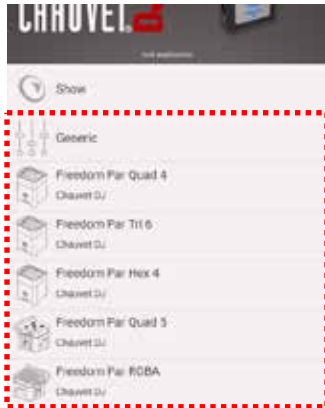 CHAUVET
Show
Generic
Freedom Par Quad 4
Chauvet DJ
Freedom Par Tri 6
Chauvet DJ
Freedom Par Hex 4
Chauvet DJ
Freedom Par Quad 5
Chauvet DJ
Freedom Par RGBA
Chauvet DJ